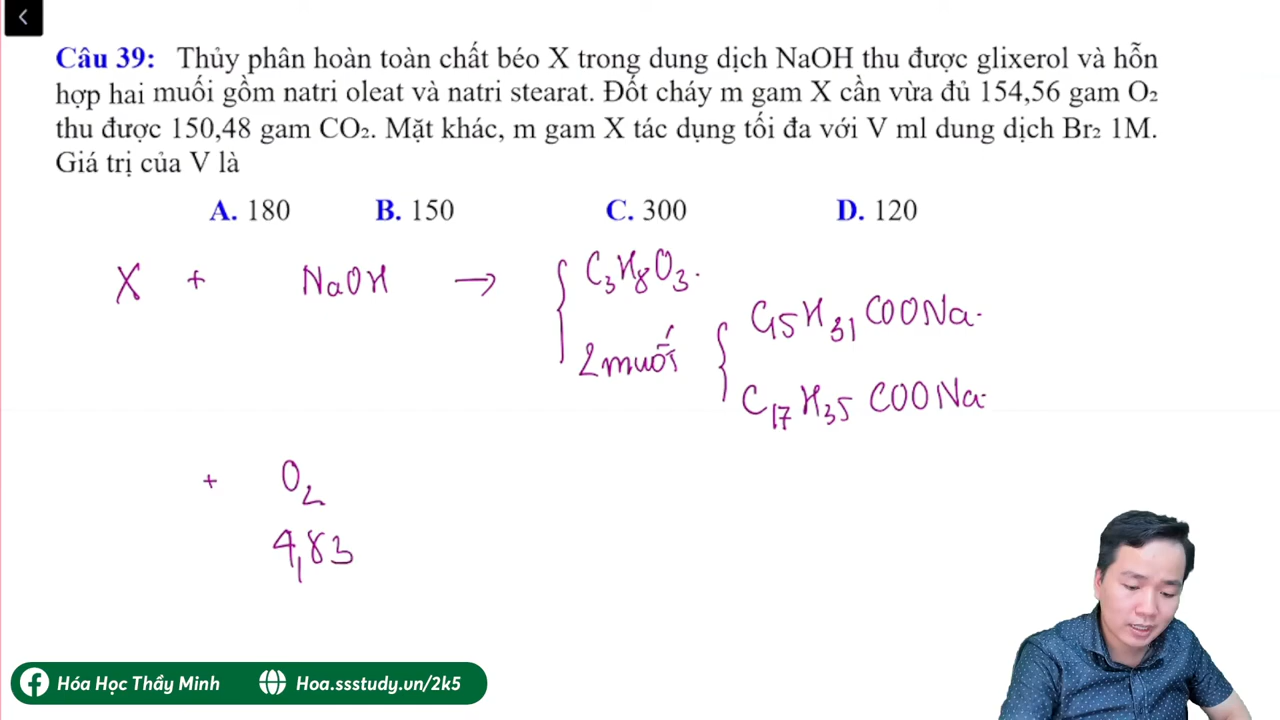 Câu 39: Thủy phân hoàn toàn chất béo X trong dung dịch NaOH thu được glixerol và hỗn
hợp hai muối gồm natri oleat và natri stearat. Đốt cháy m gam X cần vừa đủ 154,56 gam O₂
thu được 150,48 gam CO₂. Mặt khác, m gam X tác dụng tối đa với V ml dung dịch Br₂ 1M.
Giá trị của V là
A. 180 B. 150 C. 300 D. 120
X + NaOH → { C₃H₈O₃.
2 muối { C₁₅H₃₁COONa.
C₁₇H₃₅COONa.
+ O₂
4,83
Hóa Học Thầy Minh Hoa.ssstudy.vn/2k5